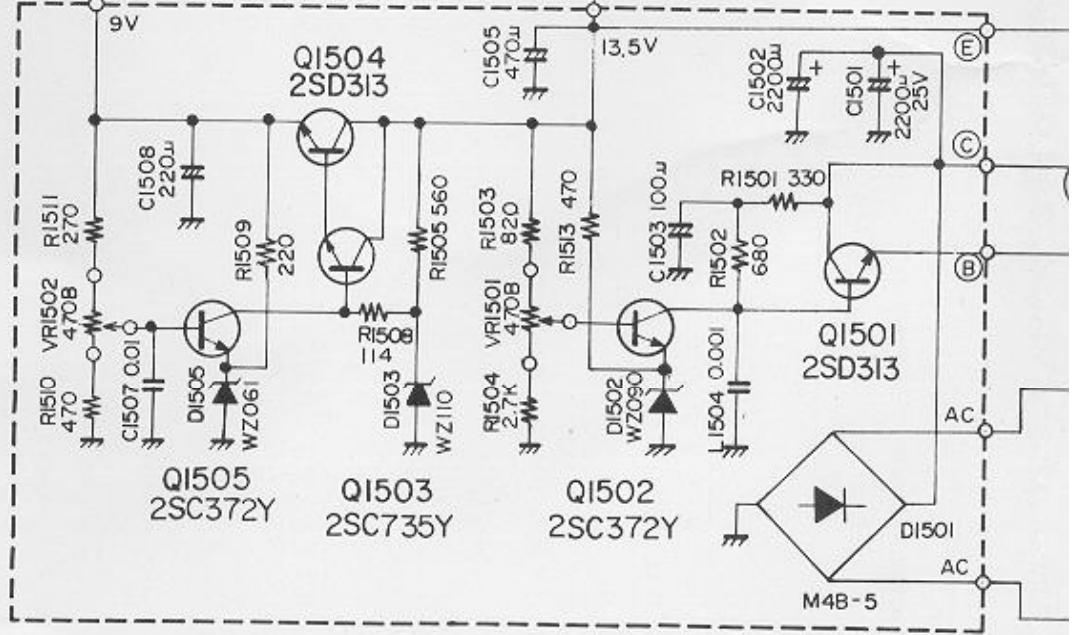 9V
13.5V
C1505
470µ
E
Q1504
2SD313
C1502
2200µ
+
C1501
2200µ
25V
+
C1508
220µ
C
R1501 330
R1511
270
R1509
220
R1505 560
R1503
820
R1513 470
C1503 100µ
R1502
680
B
VR1502
470B
R1508
114
VR1501
470B
Q1501
2SD313
R1510
470
C1507 0.01
D1505
WZ061
D1503
WZ110
R1504
2.7K
D1502
WZ090
L1504 0.001
AC
Q1505
2SC372Y
Q1503
2SC735Y
Q1502
2SC372Y
D1501
AC
M4B-5